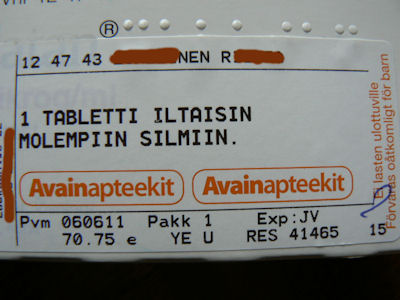 ®
12 47 43 NEN R
1 TABLETTI ILTAISIN
MOLEMPIIN SILMIIN.
Avainapteekit Avainapteekit
Pvm 060611 Pakk 1 Exp:JV
70.75 e YE U RES 41465 15
Ei lasten ulottuville
Förvaras oåtkomligt för barn